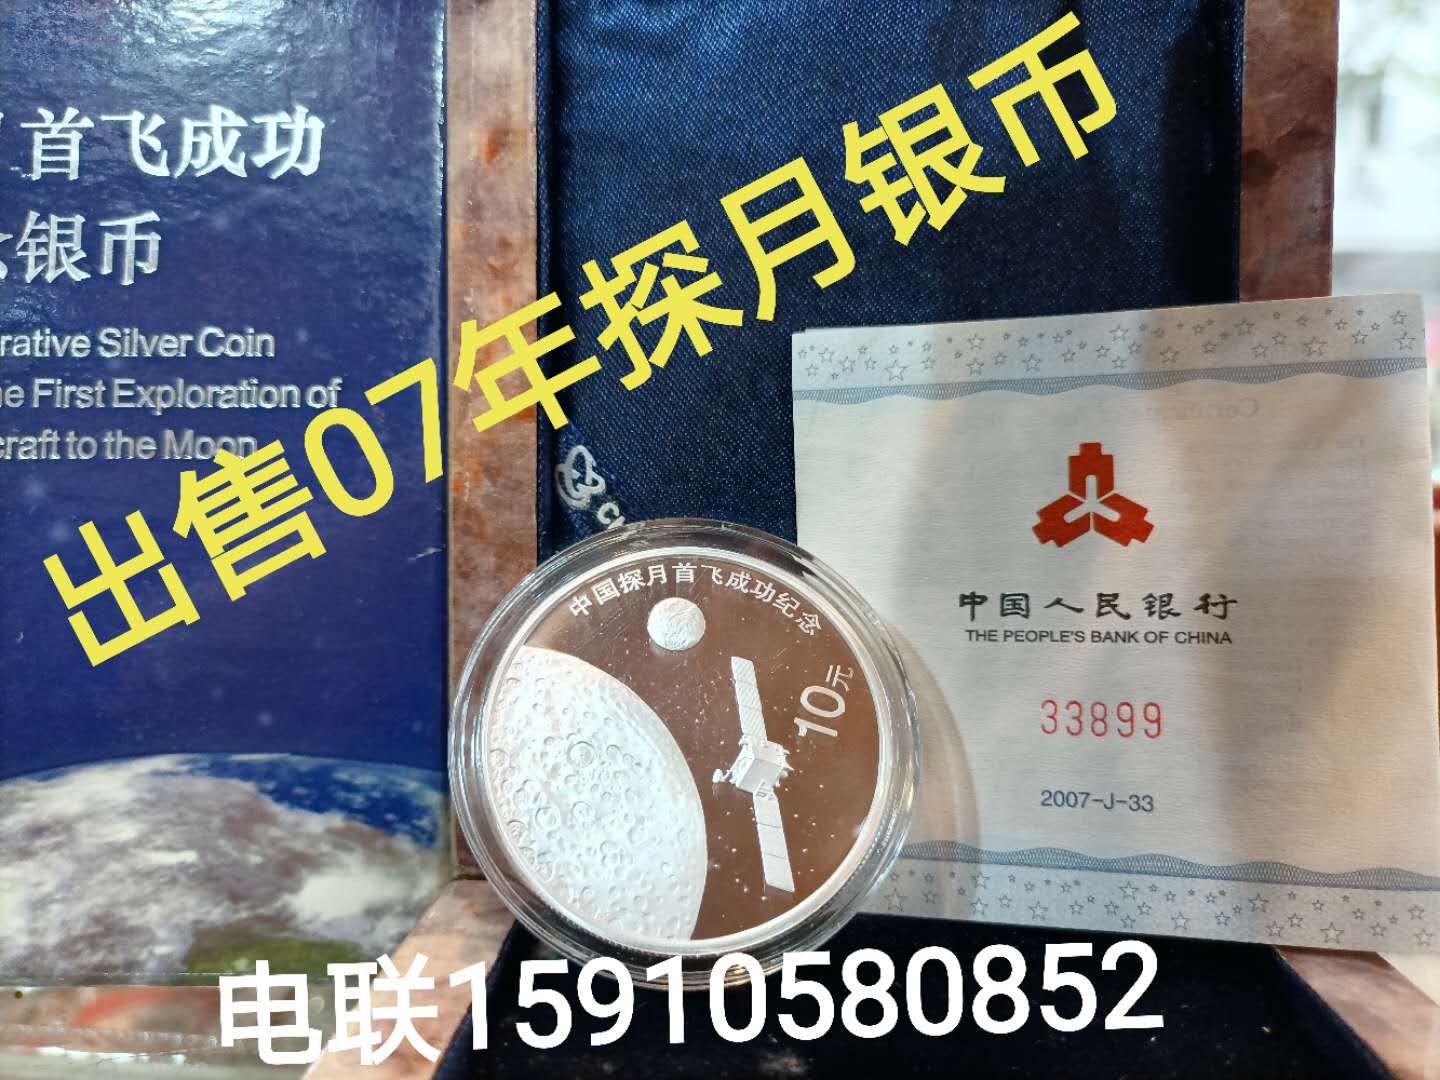 首飞成功
银币
rative Silver Coin
e First Exploration of
craft to the Moon
出售07年探月银币
中国探月首飞成功纪念
10元
中国人民银行
THE PEOPLE'S BANK OF CHINA
33899
2007-J-33
电联15910580852